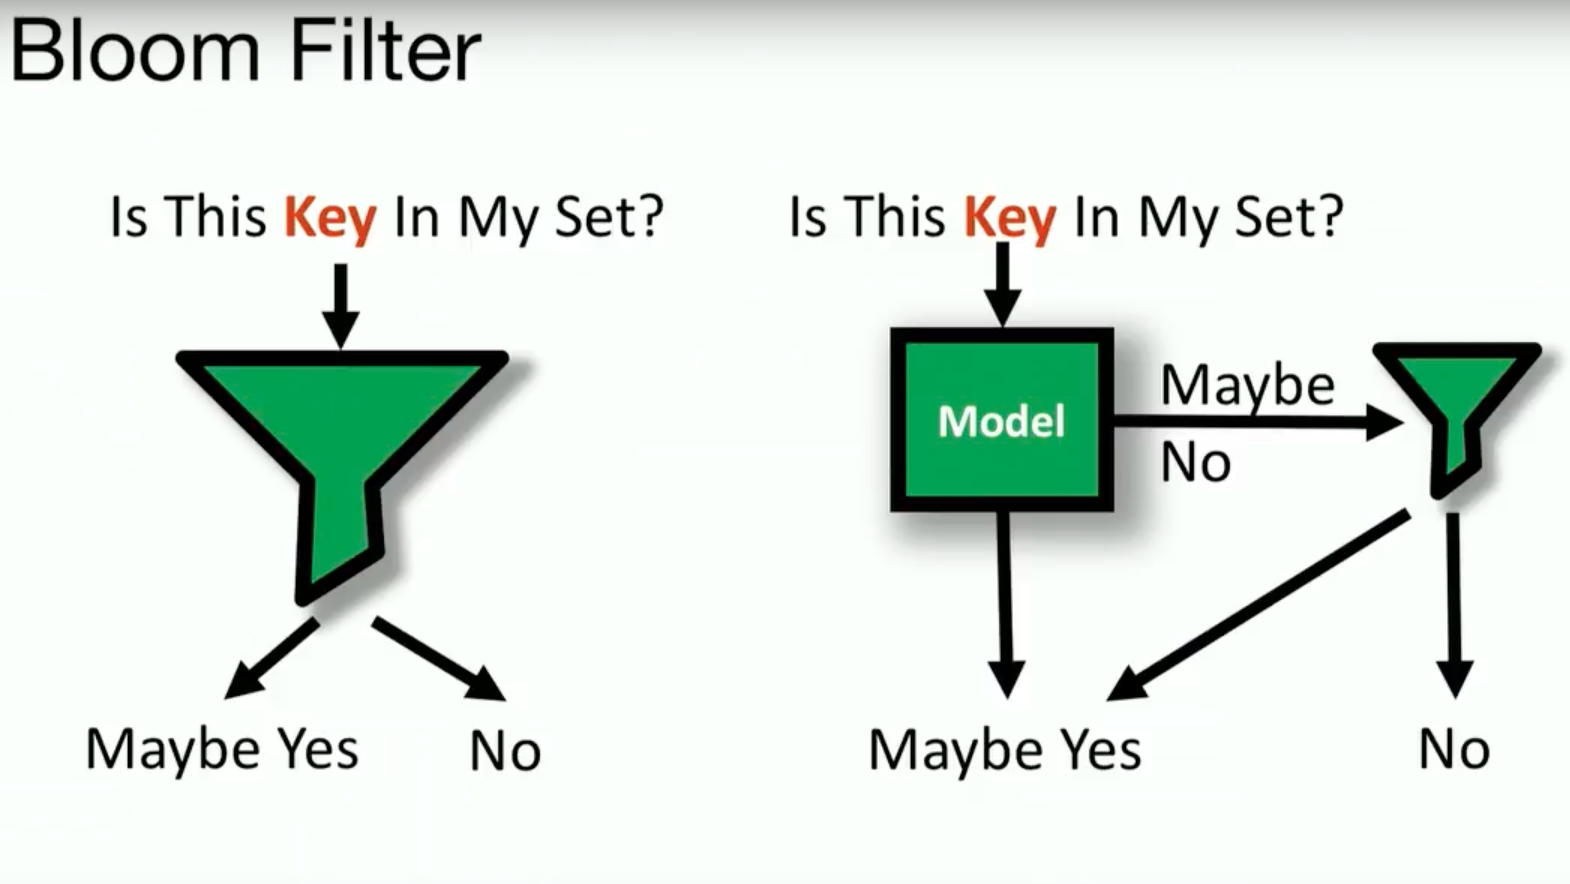 Bloom Filter
Is This Key In My Set?
Maybe Yes
No
Is This Key In My Set?
Model
Maybe
No
Maybe Yes
No